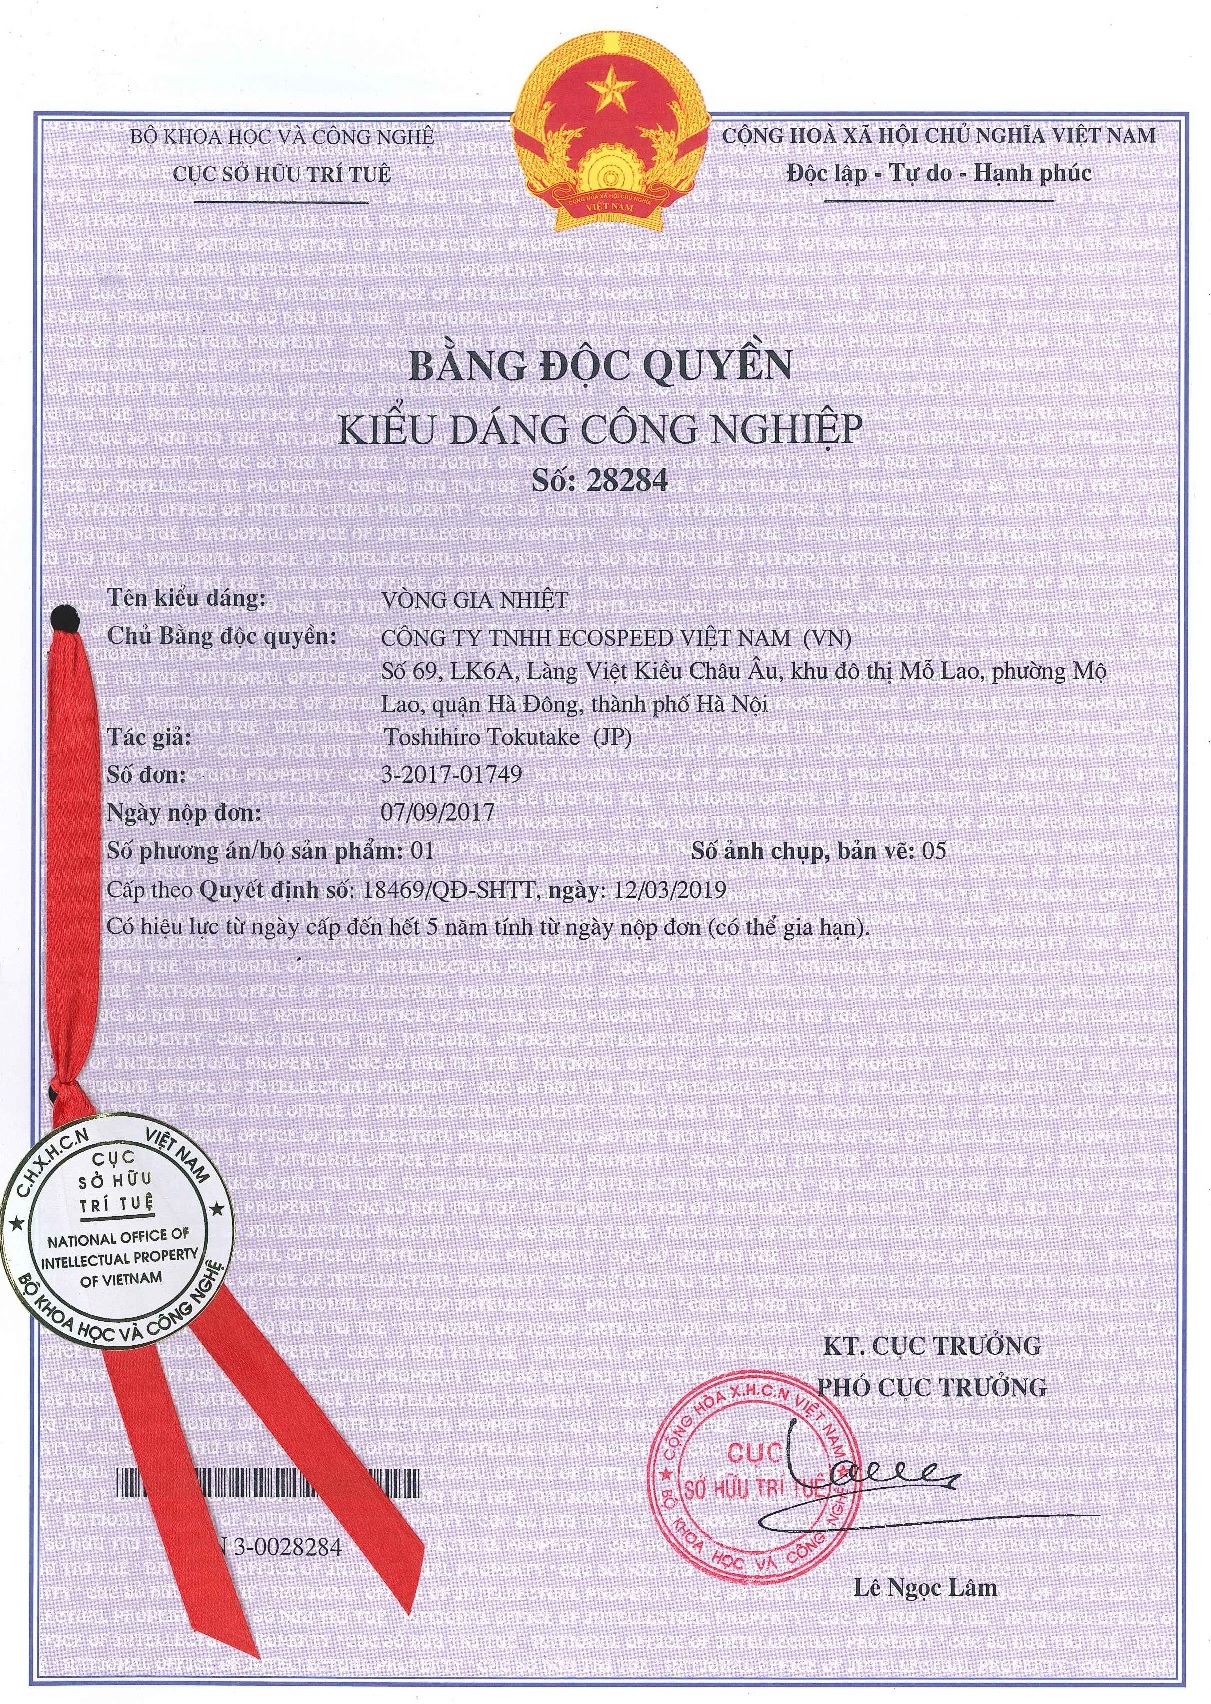 BỘ KHOA HỌC VÀ CÔNG NGHỆ
CỤC SỞ HỮU TRÍ TUỆ
CỘNG HOÀ XÃ HỘI CHỦ NGHĨA VIỆT NAM
Độc lập - Tự do - Hạnh phúc
CỘNG HÒA XÃ HỘI CHỦ NGHĨA
VIỆT NAM
BẰNG ĐỘC QUYỀN
KIỂU DÁNG CÔNG NGHIỆP
Số: 28284
Tên kiểu dáng: VÒNG GIA NHIỆT
Chủ Bằng độc quyền: CÔNG TY TNHH ECOSPEED VIỆT NAM (VN)
Số 69, LK6A, Làng Việt Kiều Châu Âu, khu đô thị Mỗ Lao, phường Mộ
Lao, quận Hà Đông, thành phố Hà Nội
Tác giả: Toshihiro Tokutake (JP)
Số đơn: 3-2017-01749
Ngày nộp đơn: 07/09/2017
Số phương án/bộ sản phẩm: 01 Số ảnh chụp, bản vẽ: 05
Cấp theo Quyết định số: 18469/QĐ-SHTT, ngày: 12/03/2019
Có hiệu lực từ ngày cấp đến hết 5 năm tính từ ngày nộp đơn (có thể gia hạn).
C.H.X.H.C.N VIỆT NAM
CỤC
SỞ HỮU
TRÍ TUỆ
NATIONAL OFFICE OF
INTELLECTUAL PROPERTY
OF VIETNAM
BỘ KHOA HỌC VÀ CÔNG NGHỆ
KT. CỤC TRƯỞNG
PHÓ CỤC TRƯỞNG
CỘNG HÒA X.H.C.N VIỆT NAM
CỤC
SỞ HỮU TRÍ TUỆ
BỘ KHOA HỌC VÀ CÔNG NGHỆ
3-0028284
Lê Ngọc Lâm